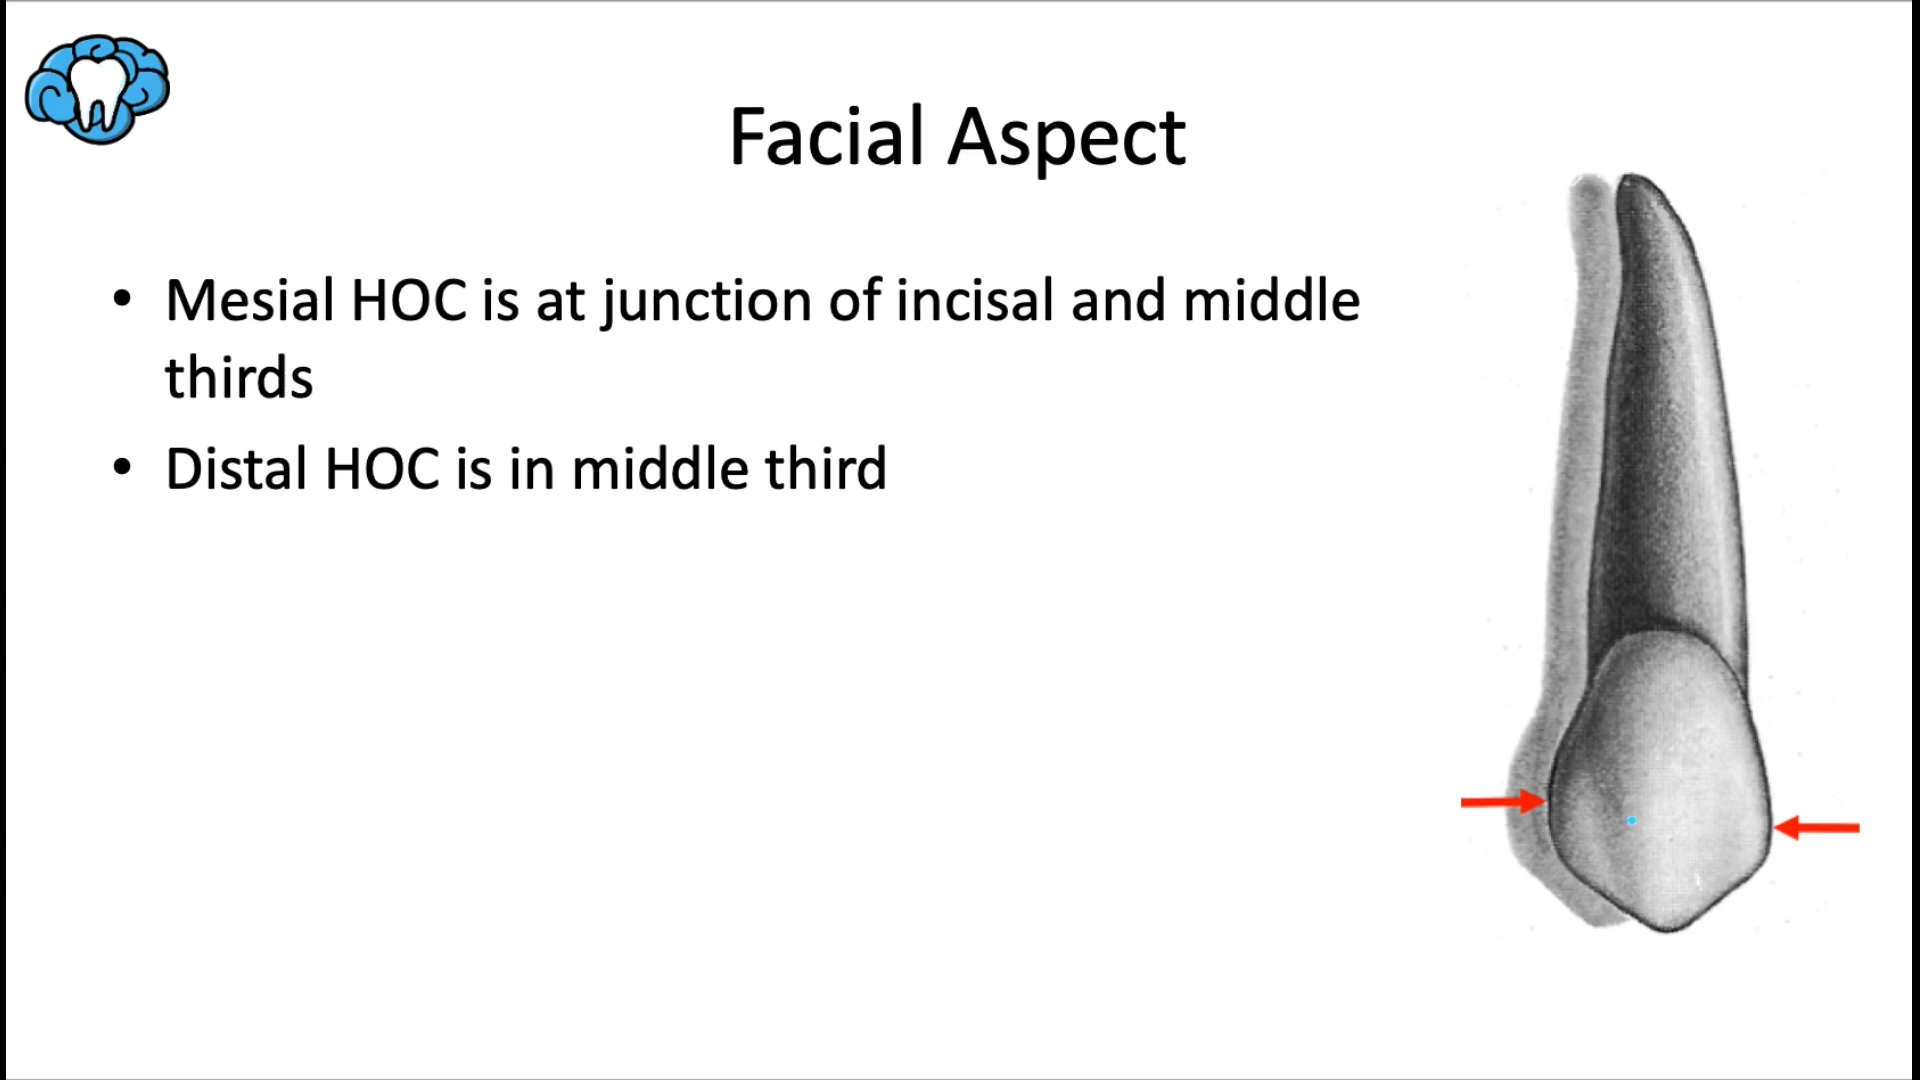 Facial Aspect
• Mesial HOC is at junction of incisal and middle
thirds
• Distal HOC is in middle third